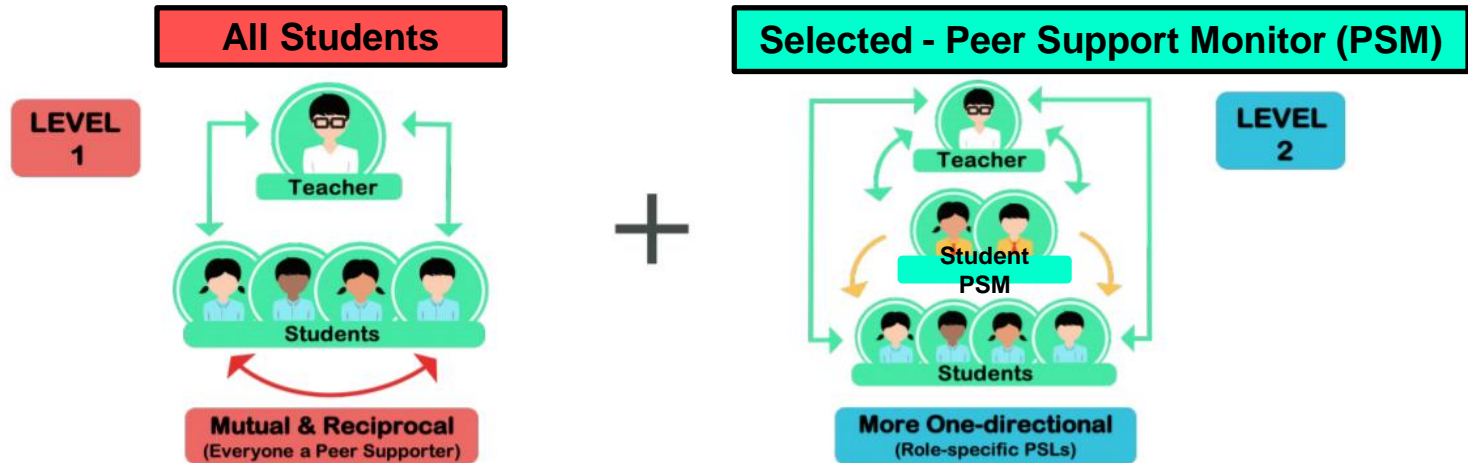 All Students
LEVEL
1
Teacher
Students
Mutual & Reciprocal
(Everyone a Peer Supporter)
+
Selected - Peer Support Monitor (PSM)
LEVEL
2
Teacher
Student
PSM
Students
More One-directional
(Role-specific PSLs)